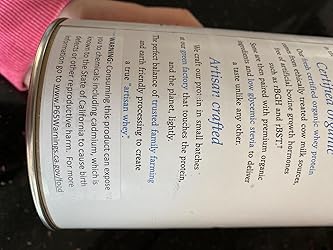 Certified organic
Our fresh certified organic whey protein
from ethically treated cow milk sources,
of artificial bovine growth hormones
such as rBGH and rBST.†
are then paired with premium organic
ingredients and low glycemic stevia to deliver
a taste unlike any other.
Artisan crafted
We craft our protein in small batches
at our green factory that touches the protein,
and the planet, lightly.
The perfect balance of trusted family farming
and earth friendly processing to create
a true "artisan whey."
WARNING: Consuming this product can expose
you to chemicals including cadmium, which is
known to the State of California to cause birth
defects or other reproductive harm. For more
information go to www.P65Warnings.ca.gov/food